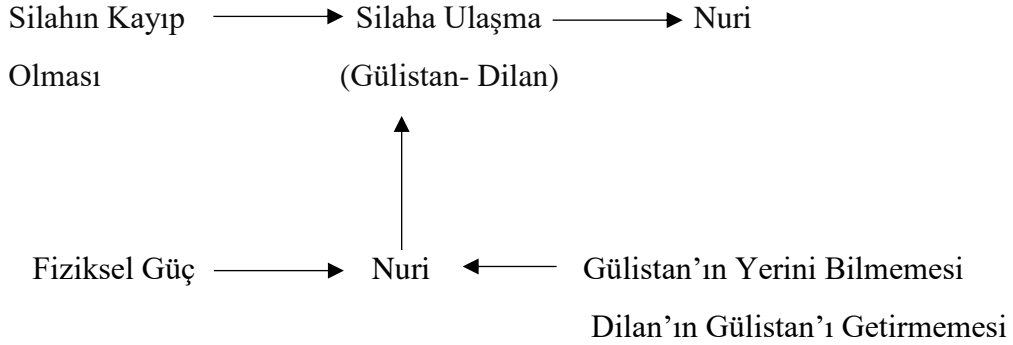 Silahın Kayıp Silaha Ulaşma Nuri
Olması (Gülistan- Dilan)
Fiziksel Güç Nuri Gülistan’ın Yerini Bilmemesi
Dilan’ın Gülistan’ı Getirmemesi